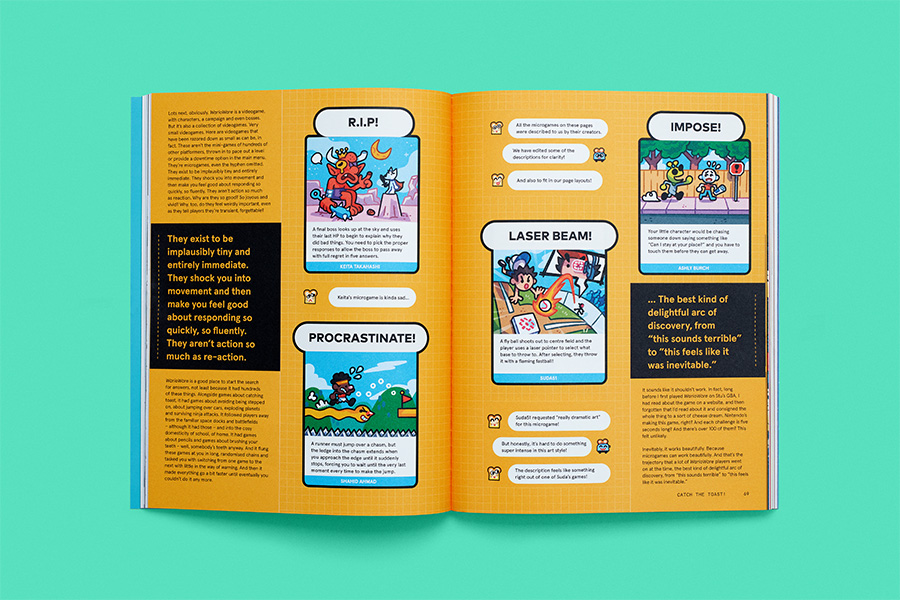 Lots next, obviously. WarioWare is a videogame,
with characters, a campaign and even bosses.
But it's also a collection of videogames. Very
small videogames. Here are videogames that
have been restored down as small as can be, in
fact. These aren't the mini-games of hundreds of
other platformers, thrown in to pace out a level
or provide a downtime option in the main menu.
They're microgames, even the hyphen omitted.
They exist to be implausibly tiny and entirely
immediate. They shock you into movement and
then make you feel good about responding so
quickly, so fluently. They aren't action so much
as reaction. Why are they so good? So joyous and
vivid? Why, too, do they feel weirdly important, even
as they tell players they're transient, forgettable?
They exist to be
implausibly tiny and
entirely immediate.
They shock you into
movement and then
make you feel good
about responding so
quickly, so fluently.
They aren't action so
much as re-action.
WarioWare is a good place to start the search
for answers, not least because it had hundreds
of these things. Alongside games about catching
toast, it had games about avoiding being stepped
on, about jumping over cars, exploding planets
and surviving ninja attacks. It followed players away
from the familiar space docks and battlefields
– although it had those – and into the cosy
domesticity of school, of home. It had games
about pencils and games about brushing your
teeth – well, somebody's teeth anyway. And it flung
these games at you in long, randomised chains and
tasked you with switching from one game to the
next with little in the way of warning. And then it
made everything go a bit faster until eventually you
couldn't do it any more.
R.I.P!
A final boss looks up at the sky and uses
their last HP to begin to explain why they
did bad things. You need to pick the proper
responses to allow the boss to pass away
with full regret in five answers.
KEITA TAKAHASHI
Keita's microgame is kinda sad...
PROCRASTINATE!
A runner must jump over a chasm, but
the ledge into the chasm extends when
you approach the edge until it suddenly
stops, forcing you to wait until the very last
moment every time to make the jump.
SHAHID AHMAD
All the microgames on these pages
were described to us by their creators.
We have edited some of the
descriptions for clarity!
And also to fit in our page layouts!
LASER BEAM!
A fly ball shoots out to centre field and the
player uses a laser pointer to select what
base to throw to. After selecting, they throw
it with a flaming fastball!
SUDA51
Suda51 requested "really dramatic art"
for this microgame!
But honestly, it's hard to do something
super intense in this art style!
The description feels like something
right out of one of Suda's games!
IMPOSE!
Your little character would be chasing
someone down saying something like
"Can I stay at your place?" and you have to
touch them before they can get away.
ASHLY BURCH
... The best kind of
delightful arc of
discovery, from
"this sounds terrible"
to "this feels like it
was inevitable."
It sounds like it shouldn't work. In fact, long
before I first played WarioWare on Stu's GBA, I
had read about the game on a website, and then
forgotten that I'd read about it and consigned the
whole thing to a sort of cheese-dream. Nintendo's
making this game, right? And each challenge is five
seconds long? And there's over 100 of them? This
felt unlikely.
Inevitably, it works beautifully. Because
microgames can work beautifully. And that's the
trajectory that a lot of WarioWare players went
on at the time, the best kind of delightful arc of
discovery, from "this sounds terrible" to "this feels
like it was inevitable."
CATCH THE TOAST! 69